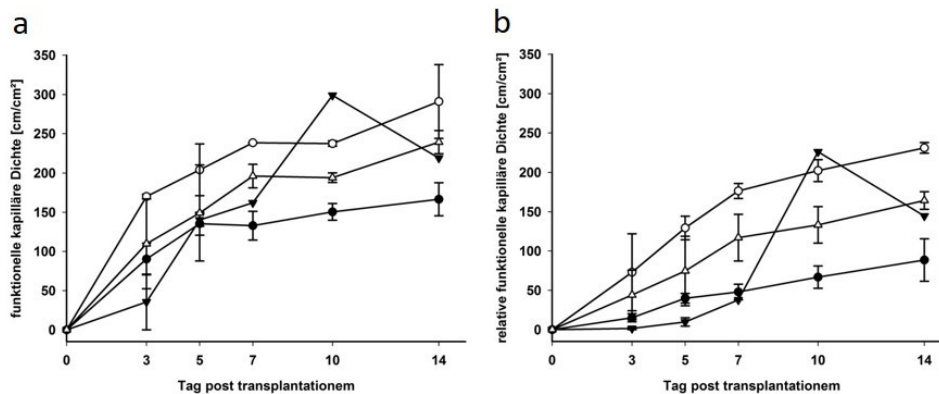 a
funktionelle kapilläre Dichte [cm/cm²]
350
300
250
200
150
100
50
0
0 3 5 7 10 14
Tag post transplantationem
b
relative funktionelle kapilläre Dichte [cm/cm²]
350
300
250
200
150
100
50
0
0 3 5 7 10 14
Tag post transplantationem